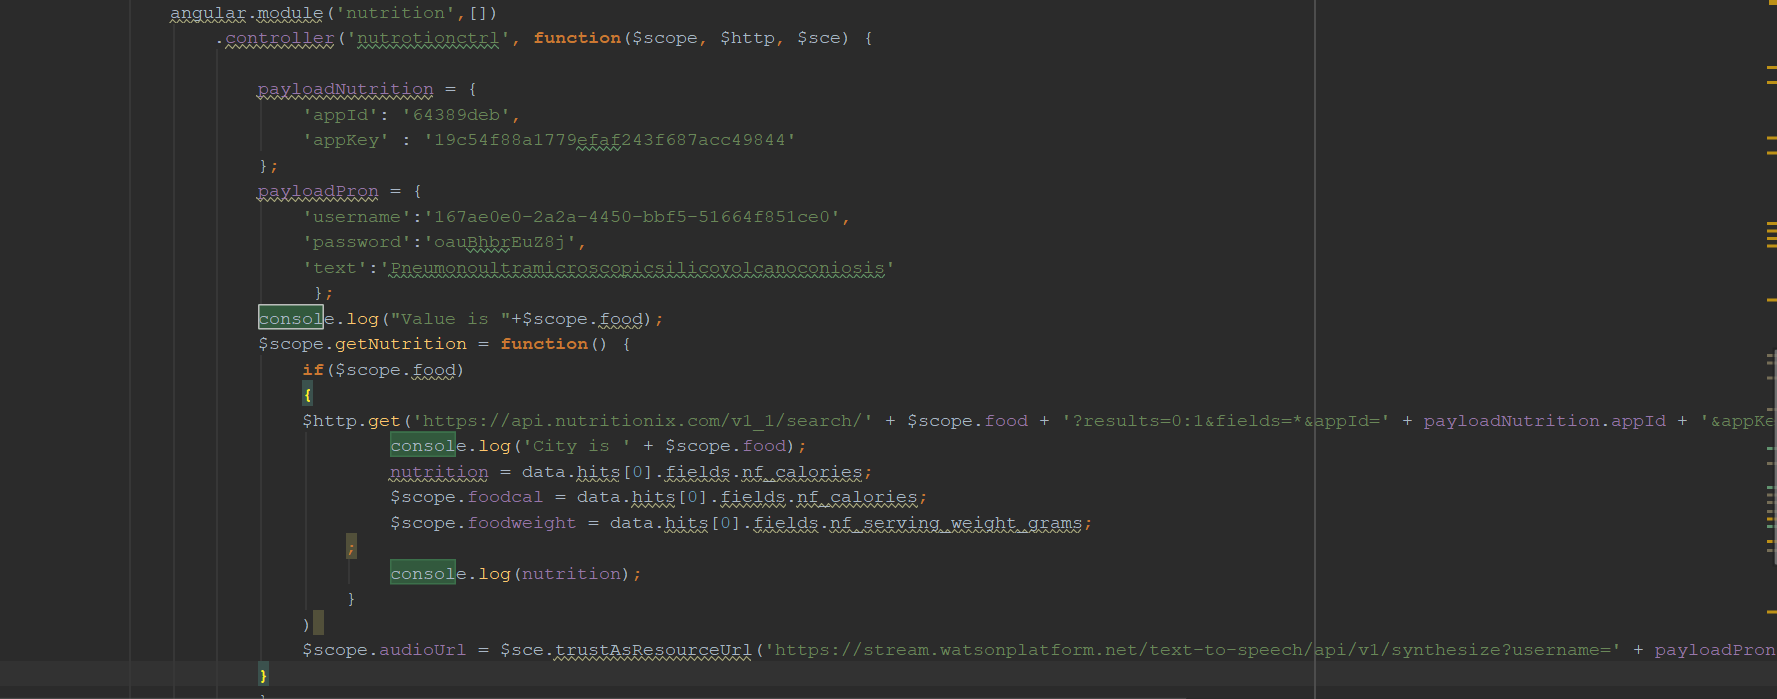 angular.module('nutrition',[])
.controller('nutrotionctrl', function($scope, $http, $sce) {
payloadNutrition = {
'appId': '64389deb',
'appKey' : '19c54f88a1779efaf243f687acc49844'
};
payloadPron = {
'username':'167ae0e0-2a2a-4450-bbf5-51664f851ce0',
'password':'oauBhbrEuZ8j',
'text':'Pneumonoultramicroscopicsilicovolcanoconiosis'
};
console.log("Value is "+$scope.food);
$scope.getNutrition = function() {
if($scope.food)
{
$http.get('https://api.nutritionix.com/v1_1/search/' + $scope.food + '?results=0:1&fields=*&appId=' + payloadNutrition.appId + '&appKe
console.log('City is ' + $scope.food);
nutrition = data.hits[0].fields.nf_calories;
$scope.foodcal = data.hits[0].fields.nf_calories;
$scope.foodweight = data.hits[0].fields.nf_serving_weight_grams;
;
console.log(nutrition);
}
)
$scope.audioUrl = $sce.trustAsResourceUrl('https://stream.watsonplatform.net/text-to-speech/api/v1/synthesize?username=' + payloadPron
}